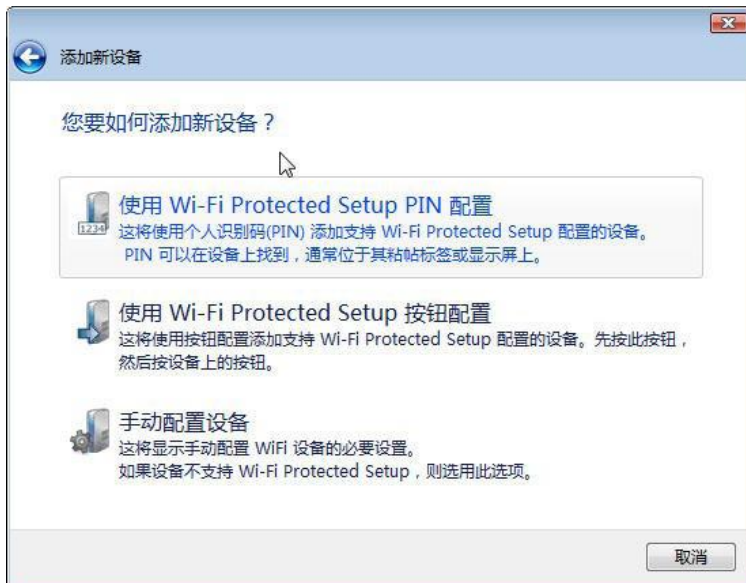 添加新设备
您要如何添加新设备？
使用 Wi-Fi Protected Setup PIN 配置
1234
这将使用个人识别码(PIN) 添加支持 Wi-Fi Protected Setup 配置的设备。
PIN 可以在设备上找到，通常位于其粘帖标签或显示屏上。
使用 Wi-Fi Protected Setup 按钮配置
这将使用按钮配置添加支持 Wi-Fi Protected Setup 配置的设备。先按此按钮，
然后按设备上的按钮。
手动配置设备
这将显示手动配置 WiFi 设备的必要设置。
如果设备不支持 Wi-Fi Protected Setup，则选用此选项。
取消